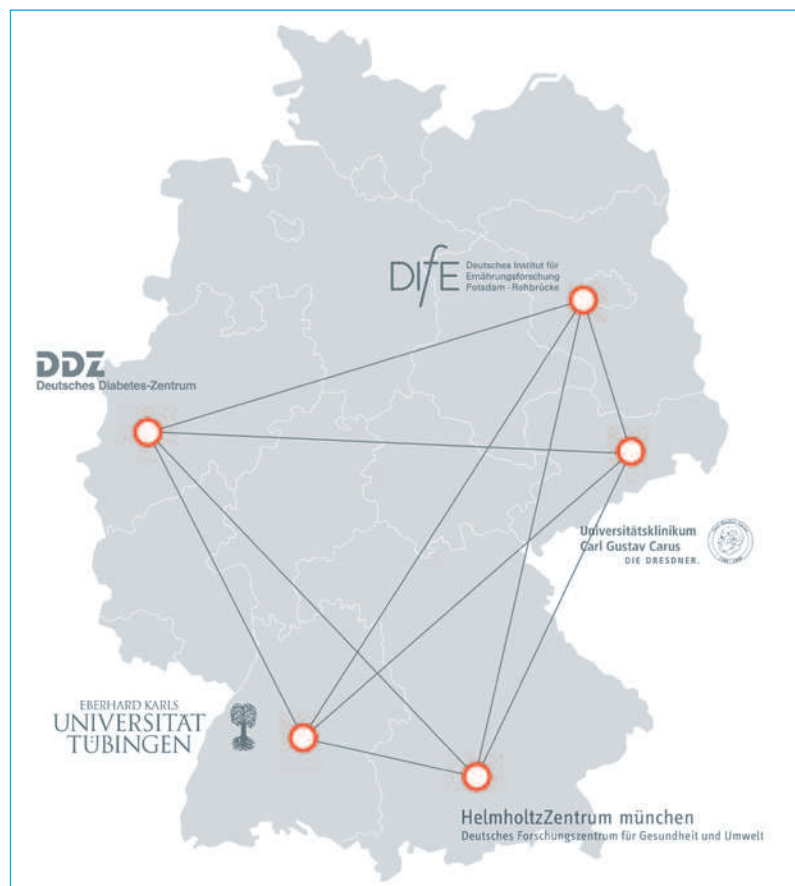 DIfE
Deutsches Institut für
Ernährungsforschung
Potsdam - Rehbrücke
DDZ
Deutsches Diabetes-Zentrum
Universitätsklinikum
Carl Gustav Carus
DIE DRESDNER.
EBERHARD KARLS
UNIVERSITÄT
TÜBINGEN
HelmholtzZentrum münchen
Deutsches Forschungszentrum für Gesundheit und Umwelt